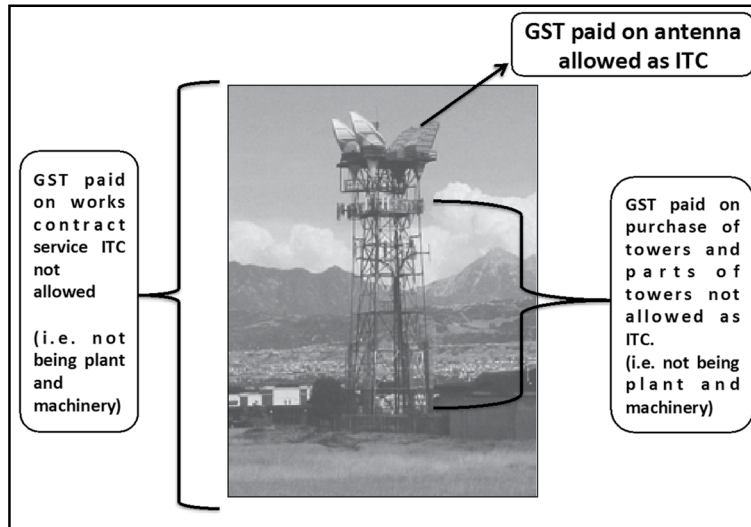 GST paid on antenna
allowed as ITC
GST paid
on works
contract
service ITC
not
allowed
(i.e. not
being plant
and
machinery)
GST paid on
purchase of
towers and
parts of
towers not
allowed as
ITC.
(i.e. not being
plant and
machinery)